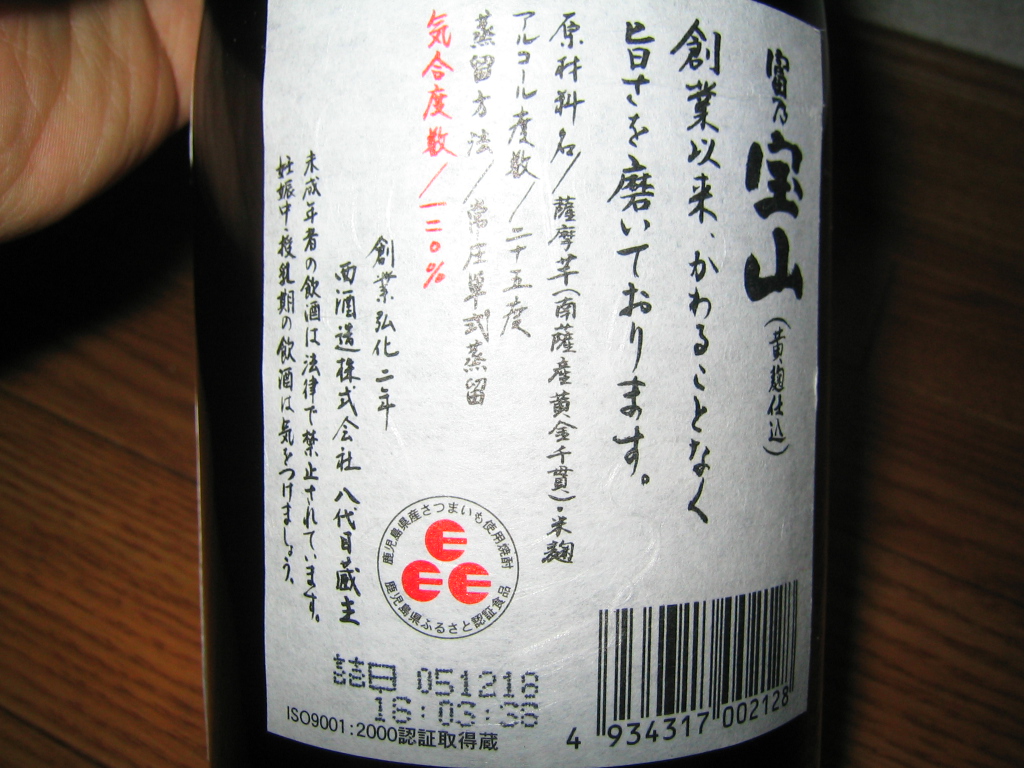 富乃宝山(黄麹仕込)
創業以来、かわることなく
旨さを磨いております。
原材料名/薩摩芋(南薩産黄金千貫)・米麹
アルコール度数/二十五度
蒸留方法/常圧単式蒸留
気合度数/一二〇%
創業弘化二年
西酒造株式会社 八代目蔵主
未成年者の飲酒は法律で禁止されています。
妊娠中・授乳期の飲酒は気をつけましょう。
鹿児島県産さつまいも使用焼酎
鹿児島県ふるさと認証食品
詰日 051218
16:03:36
ISO9001:2000認証取得蔵
4 934317 002128